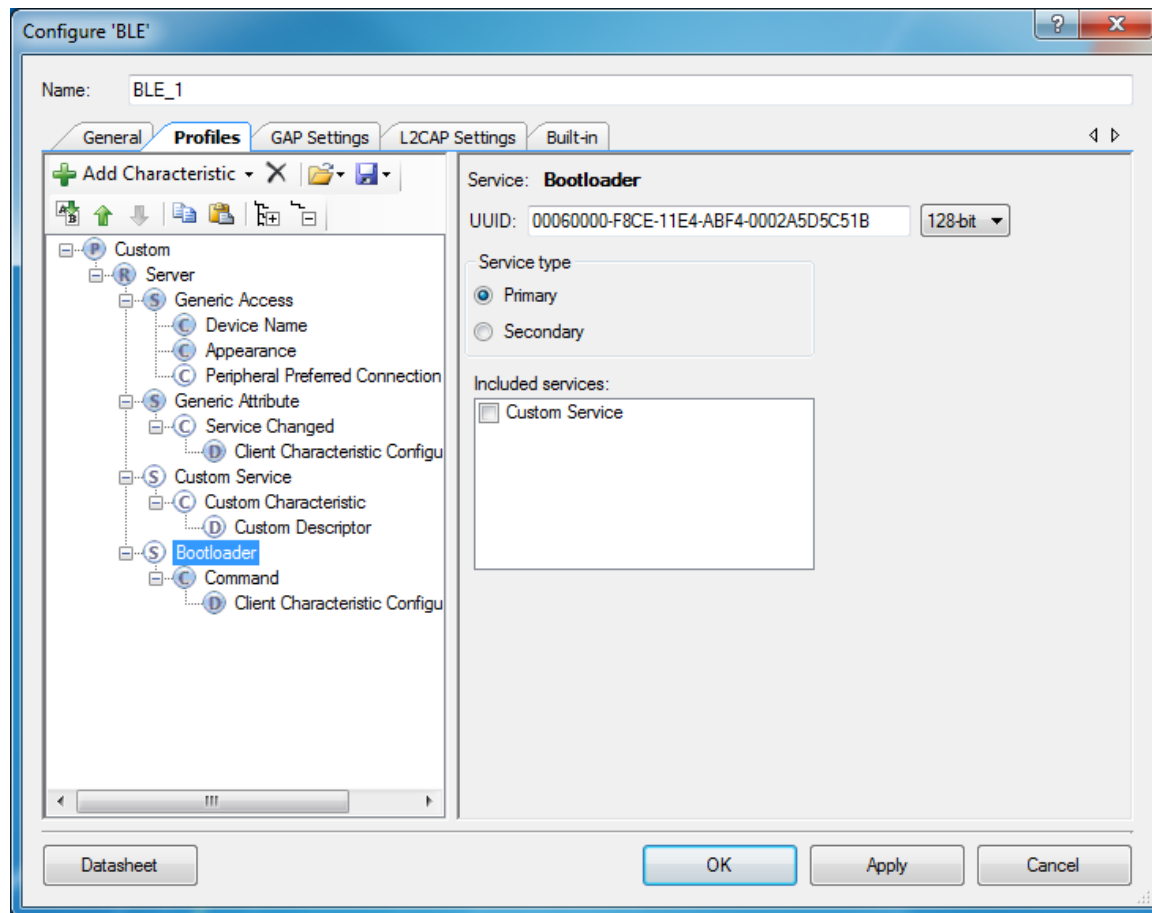 Configure 'BLE'
Name: BLE_1
General Profiles GAP Settings L2CAP Settings Built-in
Add Characteristic
Service: Bootloader
UUID: 00060000-F8CE-11E4-ABF4-0002A5D5C51B 128-bit
Service type
Primary
Secondary
Included services:
Custom Service
P Custom
R Server
S Generic Access
C Device Name
C Appearance
C Peripheral Preferred Connection
S Generic Attribute
C Service Changed
D Client Characteristic Configu
S Custom Service
C Custom Characteristic
D Custom Descriptor
S Bootloader
C Command
D Client Characteristic Configu
Datasheet OK Apply Cancel